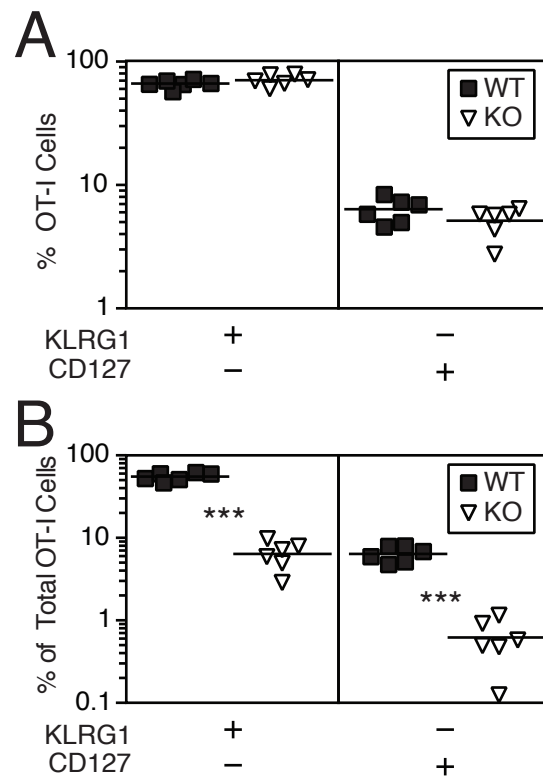 A
100
10
1
% OT-I Cells
WT
KO
KLRG1 + −
CD127 − +
B
100
10
1
0.1
% of Total OT-I Cells
WT
KO
***
***
KLRG1 + −
CD127 − +